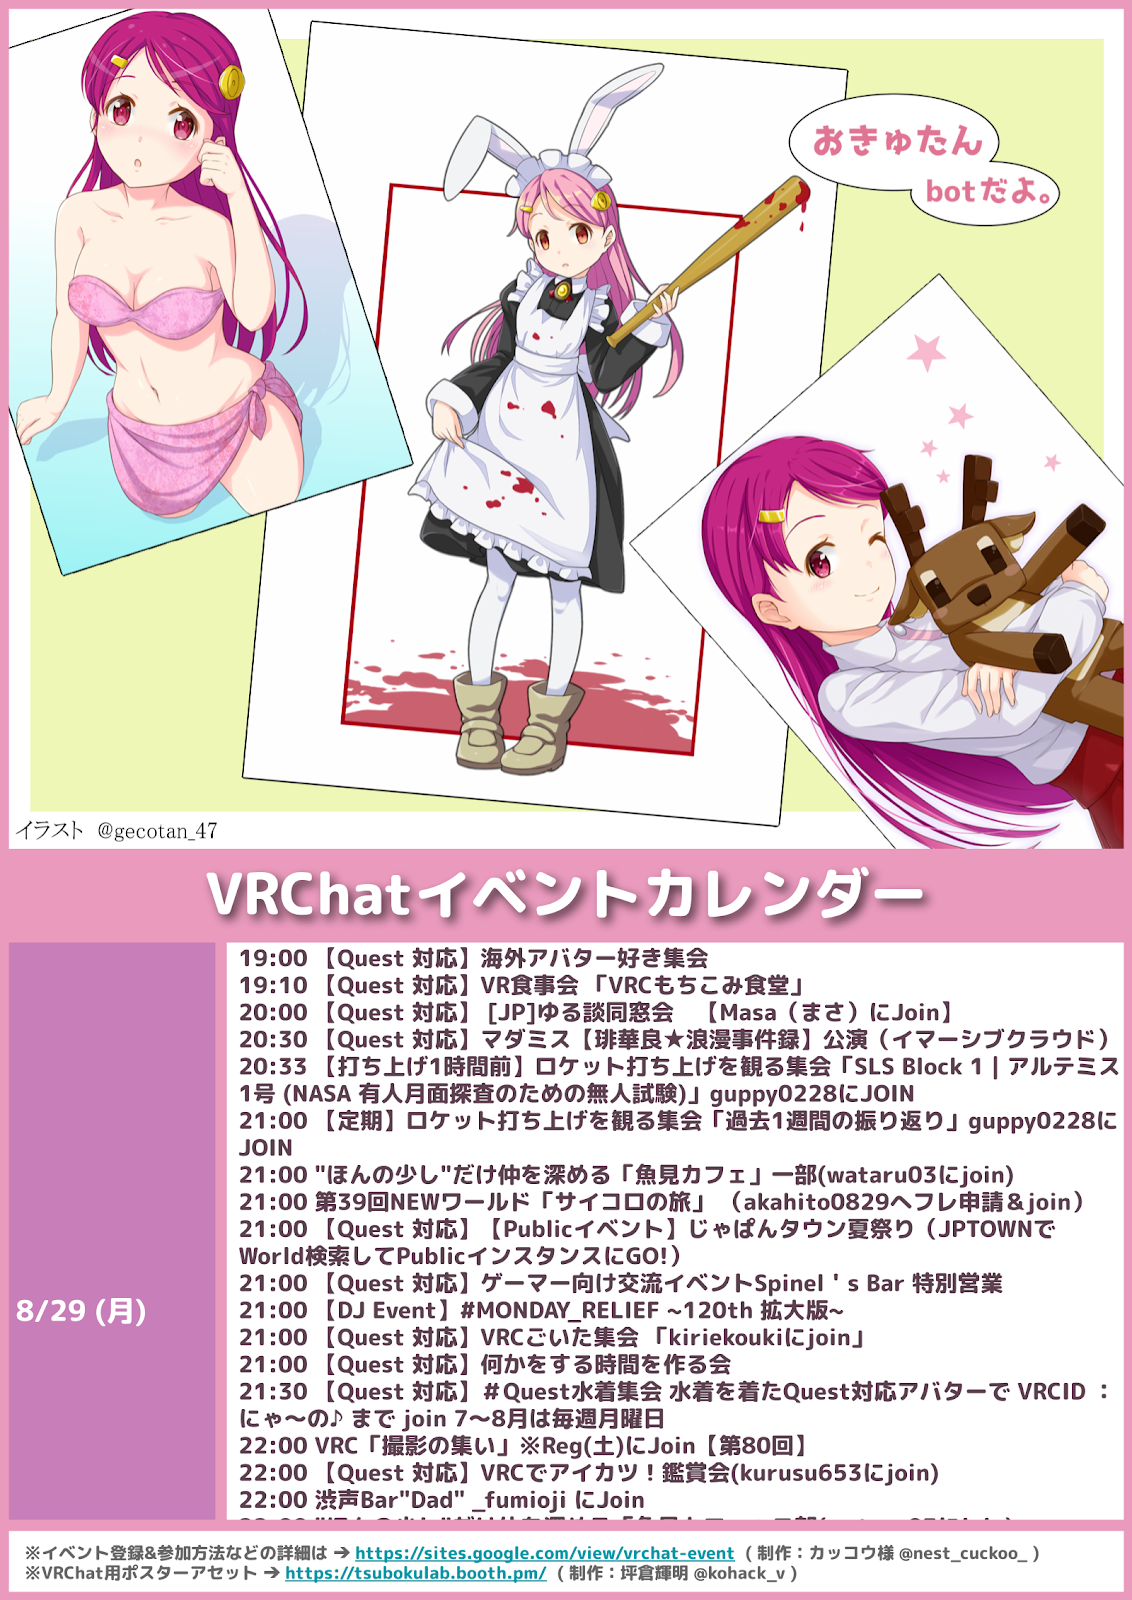 おきゅたん
botだよ。
イラスト @gecotan_47
VRChatイベントカレンダー
8/29 (月)
19:00 【Quest 対応】海外アバター好き集会
19:10 【Quest 対応】VR食事会 「VRCもちこみ食堂」
20:00 【Quest 対応】 [JP]ゆる談同窓会　【Masa（まさ）にJoin】
20:30 【Quest 対応】マダミス【琲華良★浪漫事件録】公演（イマーシブクラウド）
20:33 【打ち上げ1時間前】ロケット打ち上げを観る集会「SLS Block 1 | アルテミス
1号 (NASA 有人月面探査のための無人試験)」guppy0228にJOIN
21:00 【定期】ロケット打ち上げを観る集会「過去1週間の振り返り」guppy0228に
JOIN
21:00 "ほんの少し"だけ仲を深める「魚見カフェ」一部(wataru03にjoin)
21:00 第39回NEWワールド「サイコロの旅」 （akahito0829へフレ申請＆join）
21:00 【Quest 対応】【Publicイベント】じゃぱんタウン夏祭り（JPTOWNで
World検索してPublicインスタンスにGO!）
21:00 【Quest 対応】ゲーマー向け交流イベントSpinel ' s Bar 特別営業
21:00 【DJ Event】#MONDAY_RELIEF ~120th 拡大版~
21:00 【Quest 対応】VRCごいた集会 「kiriekoukiにjoin」
21:00 【Quest 対応】何かをする時間を作る会
21:30 【Quest 対応】＃Quest水着集会 水着を着たQuest対応アバターで VRCID ：
にゃ～の♪ まで join 7～8月は毎週月曜日
22:00 VRC「撮影の集い」※Reg(土)にJoin【第80回】
22:00 【Quest 対応】VRCでアイカツ！鑑賞会(kurusu653にjoin)
22:00 渋声Bar"Dad" _fumioji にJoin
※イベント登録&参加方法などの詳細は ➔ https://sites.google.com/view/vrchat-event ( 制作：カッコウ様 @nest_cuckoo_ )
※VRChat用ポスターアセット ➔ https://tsubokulab.booth.pm/ ( 制作：坪倉輝明 @kohack_v )